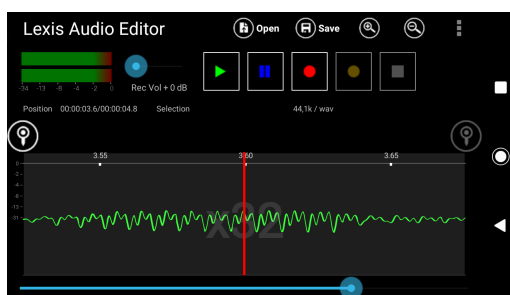 Lexis Audio Editor Open Save
-34 -13 -8 -4 -2 0 Rec Vol + 0 dB
Position 00:00:03.6/00:00:04.8 Selection 44,1k / wav
3.55 3.60 3.65
0
-2
-4
-8
-13
-31
x32